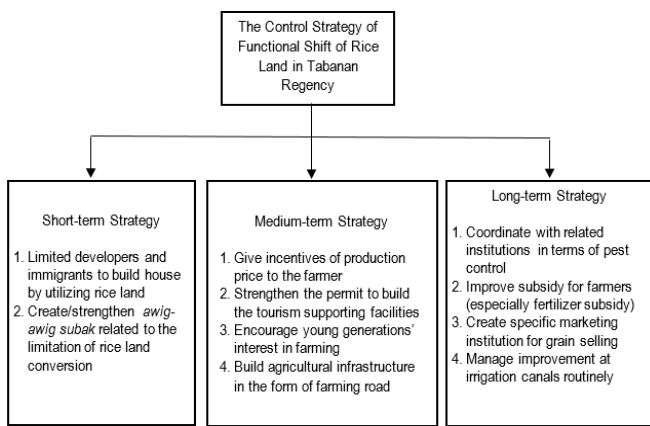 The Control Strategy of
Functional Shift of Rice
Land in Tabanan
Regency
Short-term Strategy
1. Limited developers and
immigrants to build house
by utilizing rice land
2. Create/strengthen awig-
awig subak related to the
limitation of rice land
conversion
Medium-term Strategy
1. Give incentives of production
price to the farmer
2. Strengthen the permit to build
the tourism supporting facilities
3. Encourage young generations'
interest in farming
4. Build agricultural infrastructure
in the form of farming road
Long-term Strategy
1. Coordinate with related
institutions in terms of pest
control
2. Improve subsidy for farmers
(especially fertilizer subsidy)
3. Create specific marketing
institution for grain selling
4. Manage improvement at
irrigation canals routinely